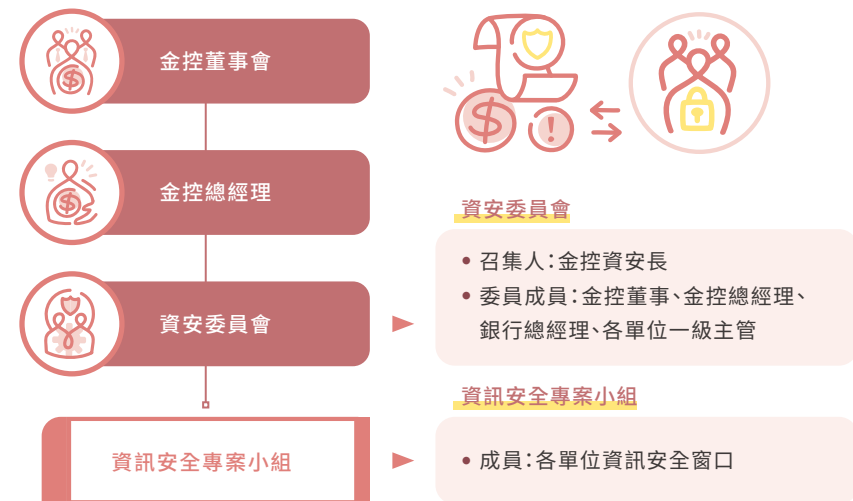 金控董事會
金控總經理
資安委員會
資訊安全專案小組
資安委員會
• 召集人：金控資安長
• 委員成員：金控董事、金控總經理、
銀行總經理、各單位一級主管
資訊安全專案小組
• 成員：各單位資訊安全窗口